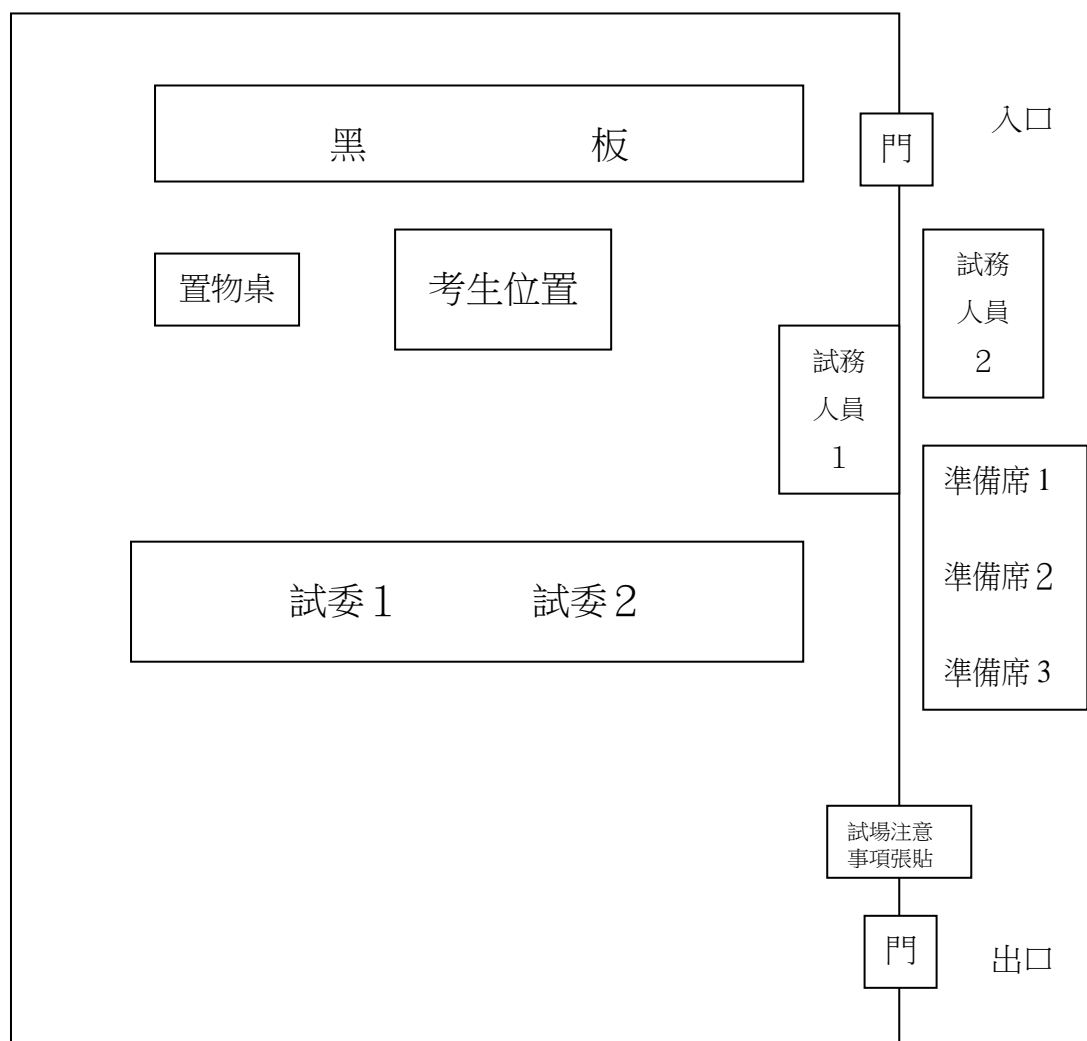 黑　　板
門
入口
置物桌
考生位置
試務
人員
２
試務
人員
１
準備席1
準備席２
準備席3
試委１　　試委２
試場注意
事項張貼
門
出口